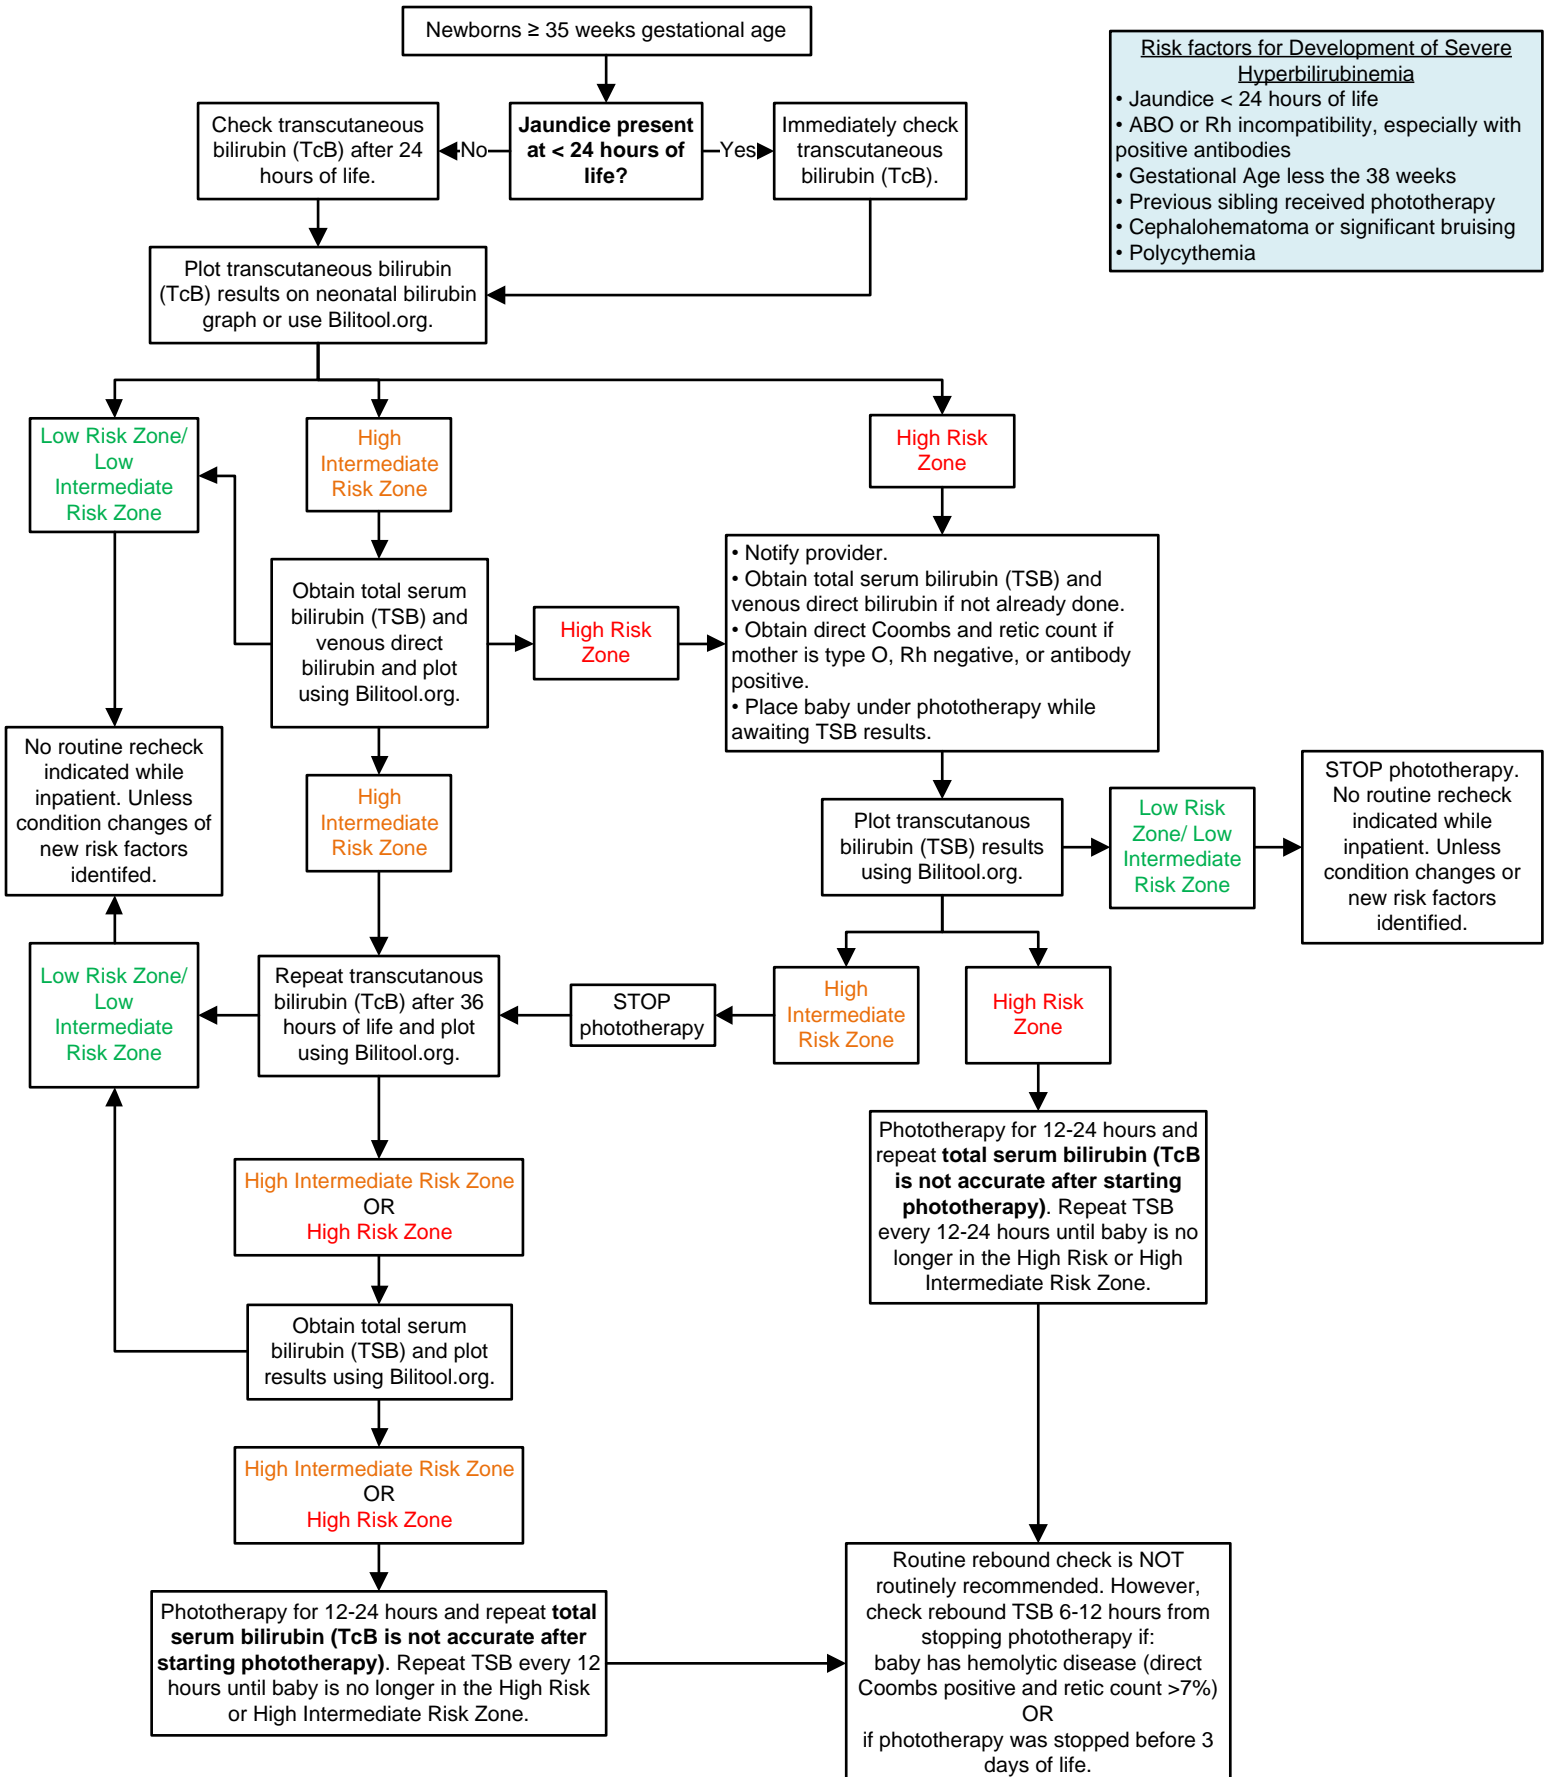 Newborns ≥ 35 weeks gestational age
Risk factors for Development of Severe
Hyperbilirubinemia
• Jaundice < 24 hours of life
• ABO or Rh incompatibility, especially with
positive antibodies
• Gestational Age less the 38 weeks
• Previous sibling received phototherapy
• Cephalohematoma or significant bruising
• Polycythemia
Check transcutaneous
bilirubin (TcB) after 24
hours of life.
No
Jaundice present
at < 24 hours of
life?
Yes
Immediately check
transcutaneous
bilirubin (TcB).
Plot transcutaneous bilirubin
(TcB) results on neonatal bilirubin
graph or use Bilitool.org.
Low Risk Zone/
Low
Intermediate
Risk Zone
High
Intermediate
Risk Zone
High Risk
Zone
Obtain total serum
bilirubin (TSB) and
venous direct
bilirubin and plot
using Bilitool.org.
High Risk
Zone
• Notify provider.
• Obtain total serum bilirubin (TSB) and
venous direct bilirubin if not already done.
• Obtain direct Coombs and retic count if
mother is type O, Rh negative, or antibody
positive.
• Place baby under phototherapy while
awaiting TSB results.
No routine recheck
indicated while
inpatient. Unless
condition changes of
new risk factors
identifed.
High
Intermediate
Risk Zone
Plot transcutanous
bilirubin (TSB) results
using Bilitool.org.
Low Risk
Zone/ Low
Intermediate
Risk Zone
STOP phototherapy.
No routine recheck
indicated while
inpatient. Unless
condition changes or
new risk factors
identified.
Low Risk Zone/
Low
Intermediate
Risk Zone
Repeat transcutanous
bilirubin (TcB) after 36
hours of life and plot
using Bilitool.org.
STOP
phototherapy
High
Intermediate
Risk Zone
High Risk
Zone
Phototherapy for 12-24 hours and
repeat total serum bilirubin (TcB
is not accurate after starting
phototherapy). Repeat TSB
every 12-24 hours until baby is no
longer in the High Risk or High
Intermediate Risk Zone.
High Intermediate Risk Zone
OR
High Risk Zone
Obtain total serum
bilirubin (TSB) and plot
results using Bilitool.org.
High Intermediate Risk Zone
OR
High Risk Zone
Phototherapy for 12-24 hours and repeat total
serum bilirubin (TcB is not accurate after
starting phototherapy). Repeat TSB every 12
hours until baby is no longer in the High Risk
or High Intermediate Risk Zone.
Routine rebound check is NOT
routinely recommended. However,
check rebound TSB 6-12 hours from
stopping phototherapy if:
baby has hemolytic disease (direct
Coombs positive and retic count >7%)
OR
if phototherapy was stopped before 3
days of life.